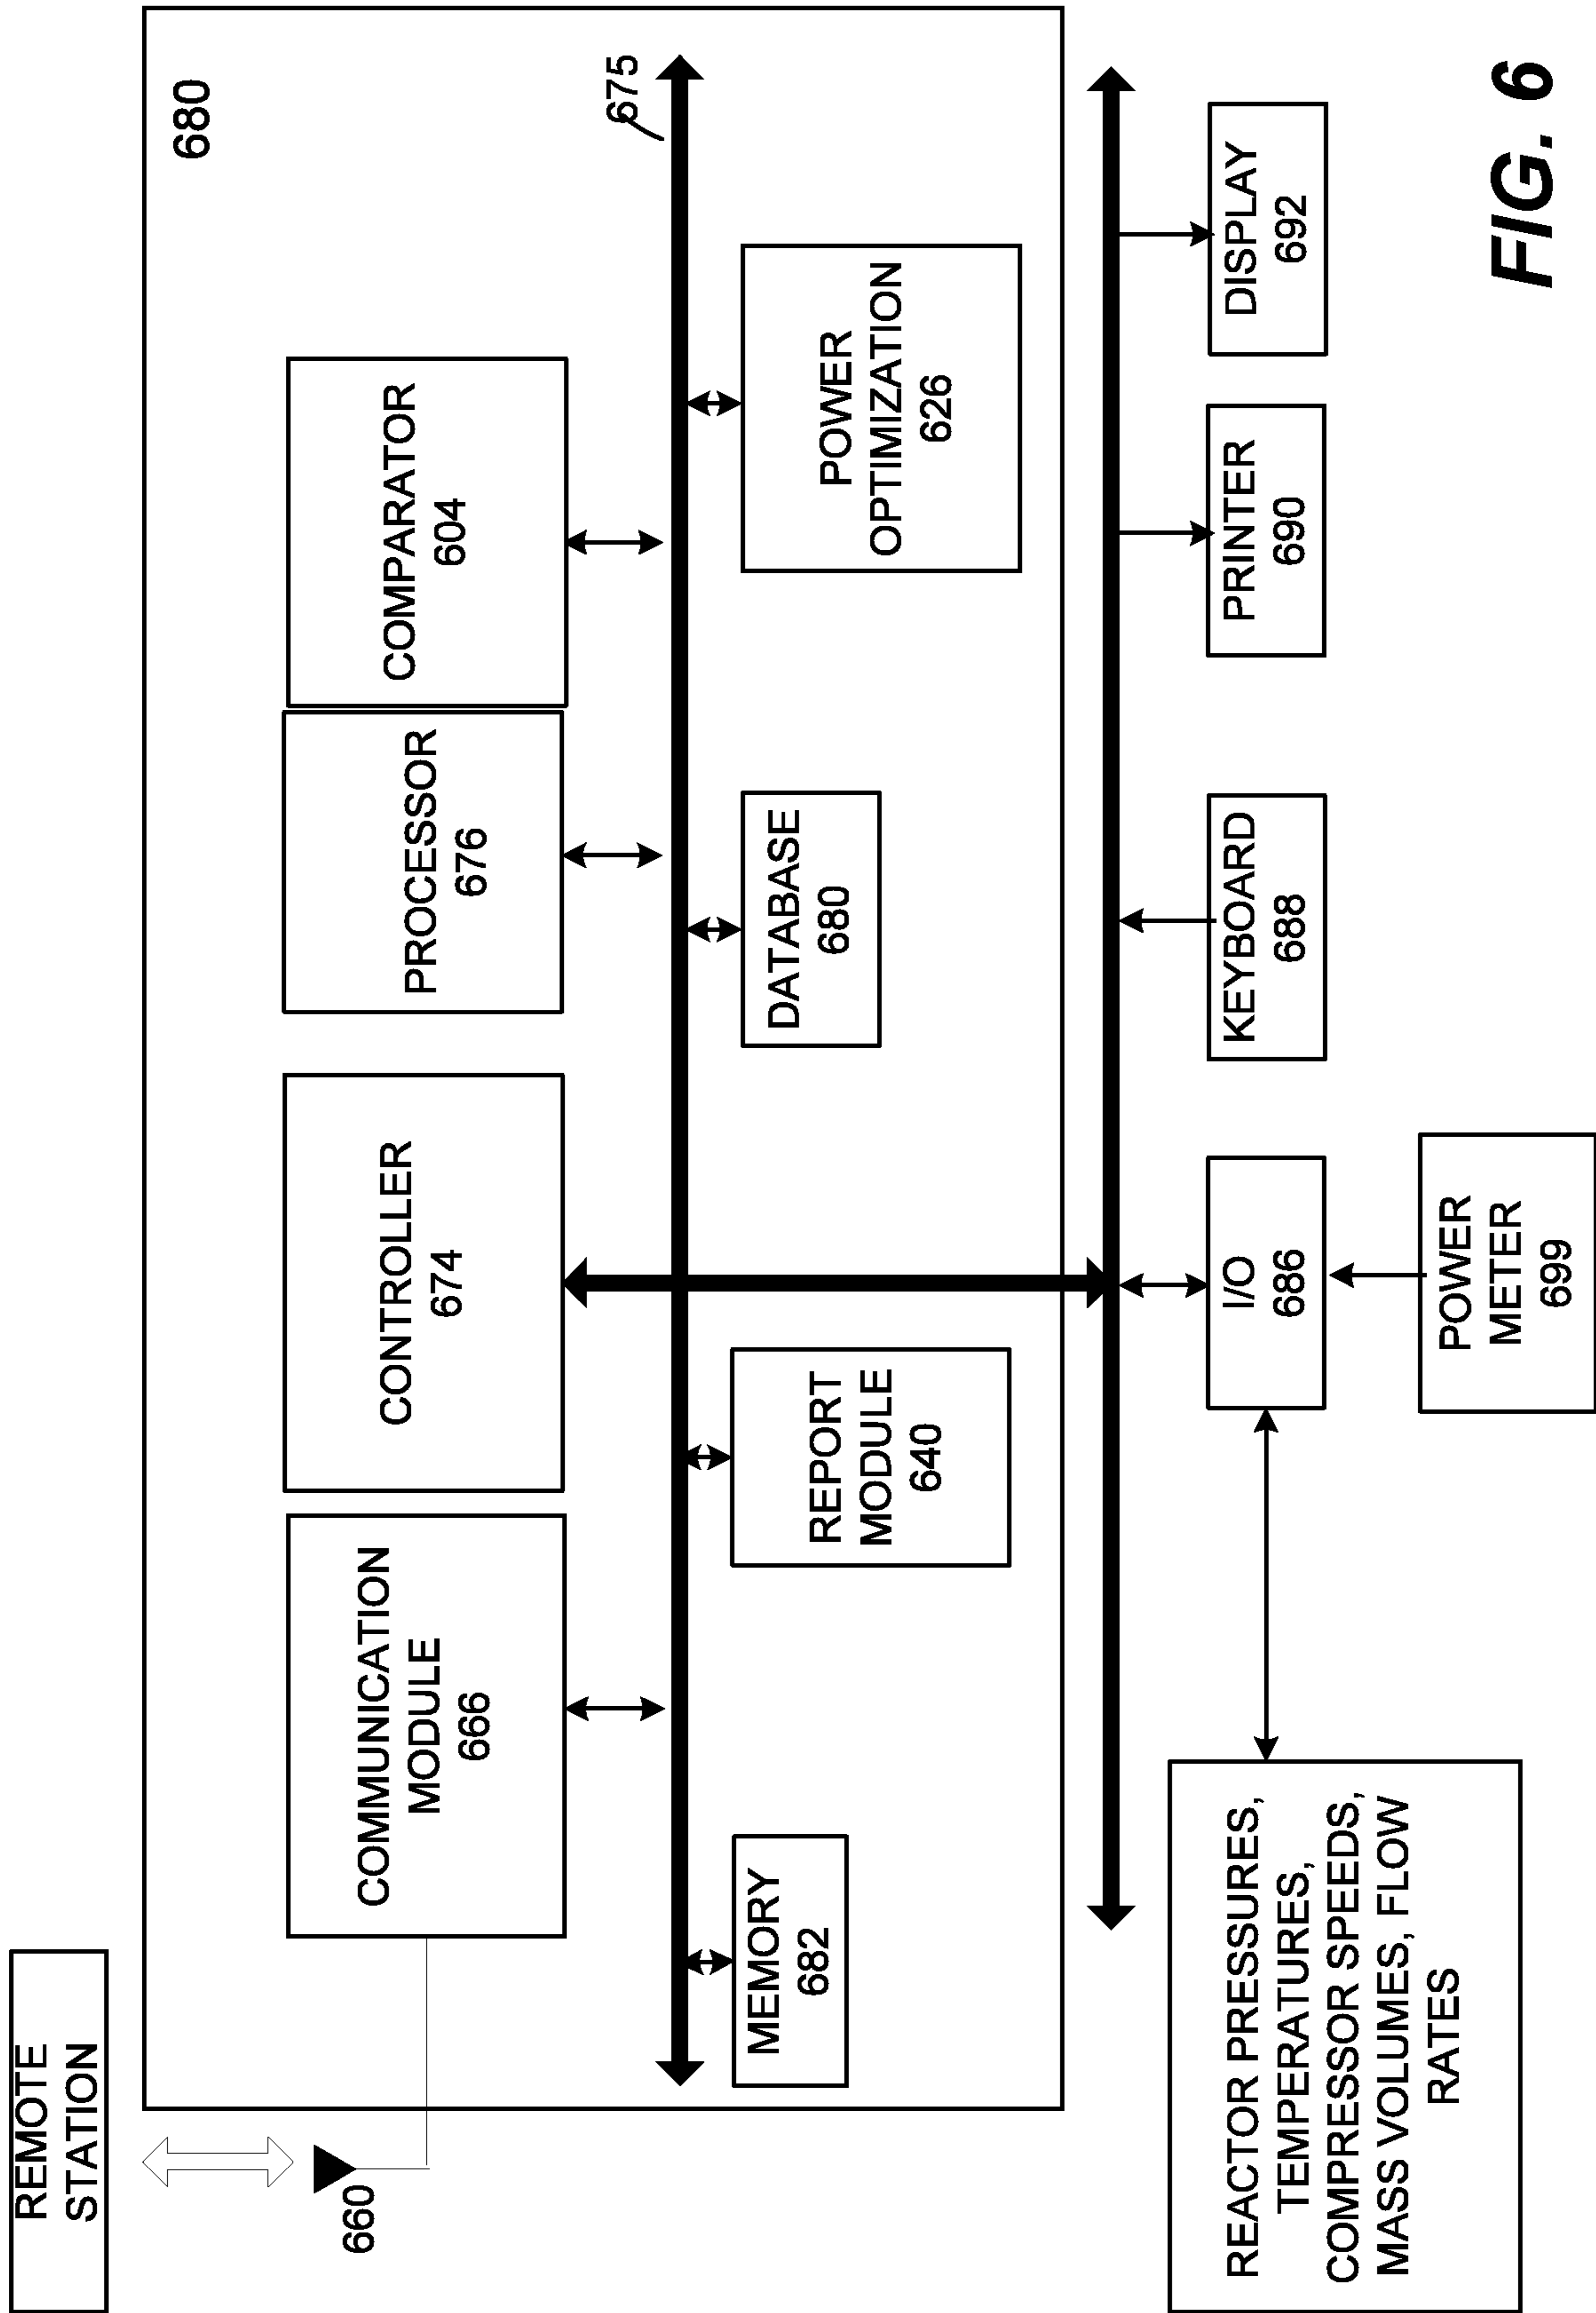 REMOTE
STATION
660
680
COMMUNICATION
MODULE
666
CONTROLLER
674
PROCESSOR
676
COMPARATOR
604
675
MEMORY
682
REPORT
MODULE
640
DATABASE
680
POWER
OPTIMIZATION
626
REACTOR PRESSURES,
TEMPERATURES,
COMPRESSOR SPEEDS,
MASS VOLUMES, FLOW
RATES
I/O
686
KEYBOARD
688
PRINTER
690
DISPLAY
692
POWER
METER
699
FIG. 6